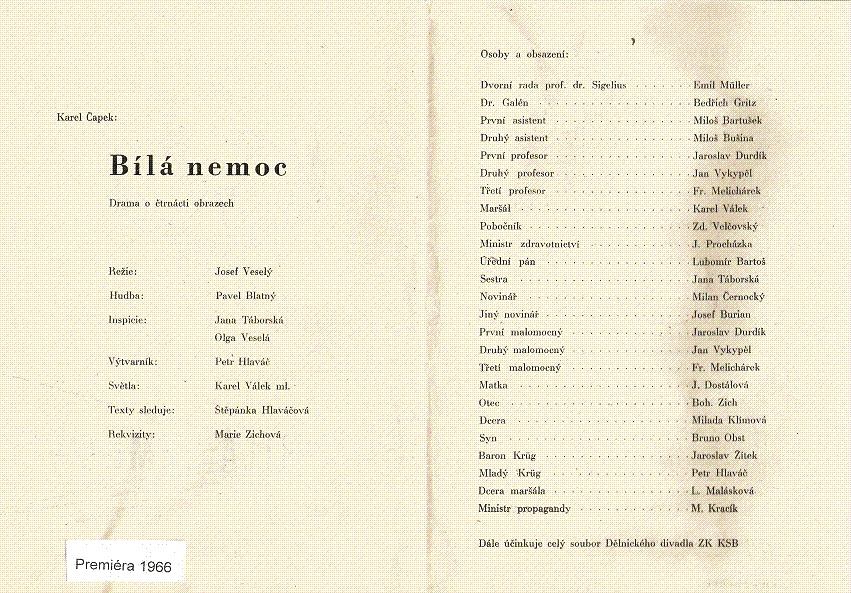 Karel Čapek:
Bílá nemoc
Drama o čtrnácti obrazech
Režie: Josef Veselý
Hudba: Pavel Blatný
Inspicie: Jana Táborská
Olga Veselá
Výtvarník: Petr Hlaváč
Světla: Karel Válek ml.
Texty sleduje: Štěpánka Hlaváčová
Rekvizity: Marie Zichová
Premiéra 1966
Osoby a obsazení:
Dvorní rada prof. dr. Sigelius . . . . . . Emil Müller
Dr. Galén . . . . . . . . . . . . . . . . Bedřich Gritz
První asistent . . . . . . . . . . . . . . Miloš Bartušek
Druhý asistent . . . . . . . . . . . . . . Miloš Bušina
První profesor . . . . . . . . . . . . . . Jaroslav Durdík
Druhý profesor . . . . . . . . . . . . . Jan Vykypěl
Třetí profesor . . . . . . . . . . . . . . Fr. Melichárek
Maršál . . . . . . . . . . . . . . . . . Karel Válek
Pobočník . . . . . . . . . . . . . . . . Zd. Velčovský
Ministr zdravotnictví . . . . . . . . . . J. Procházka
Úřední pán . . . . . . . . . . . . . . . Lubomír Bartoš
Sestra . . . . . . . . . . . . . . . . . Jana Táborská
Novinář . . . . . . . . . . . . . . . . Milan Černocký
Jiný novinář . . . . . . . . . . . . . . Josef Burian
První malomocný . . . . . . . . . . . . Jaroslav Durdík
Druhý malomocný . . . . . . . . . . . . Jan Vykypěl
Třetí malomocný . . . . . . . . . . . . Fr. Melichárek
Matka . . . . . . . . . . . . . . . . . J. Dostálová
Otec . . . . . . . . . . . . . . . . . . Boh. Zich
Dcera . . . . . . . . . . . . . . . . . Milada Klímová
Syn . . . . . . . . . . . . . . . . . . Bruno Obst
Baron Krüg . . . . . . . . . . . . . . . Jaroslav Žítek
Mladý Krüg . . . . . . . . . . . . . . Petr Hlaváč
Dcera maršála . . . . . . . . . . . . . . L. Malásková
Ministr propagandy . . . . . . . . . . . M. Kracík
Dále účinkuje celý soubor Dělnického divadla ZK KSB